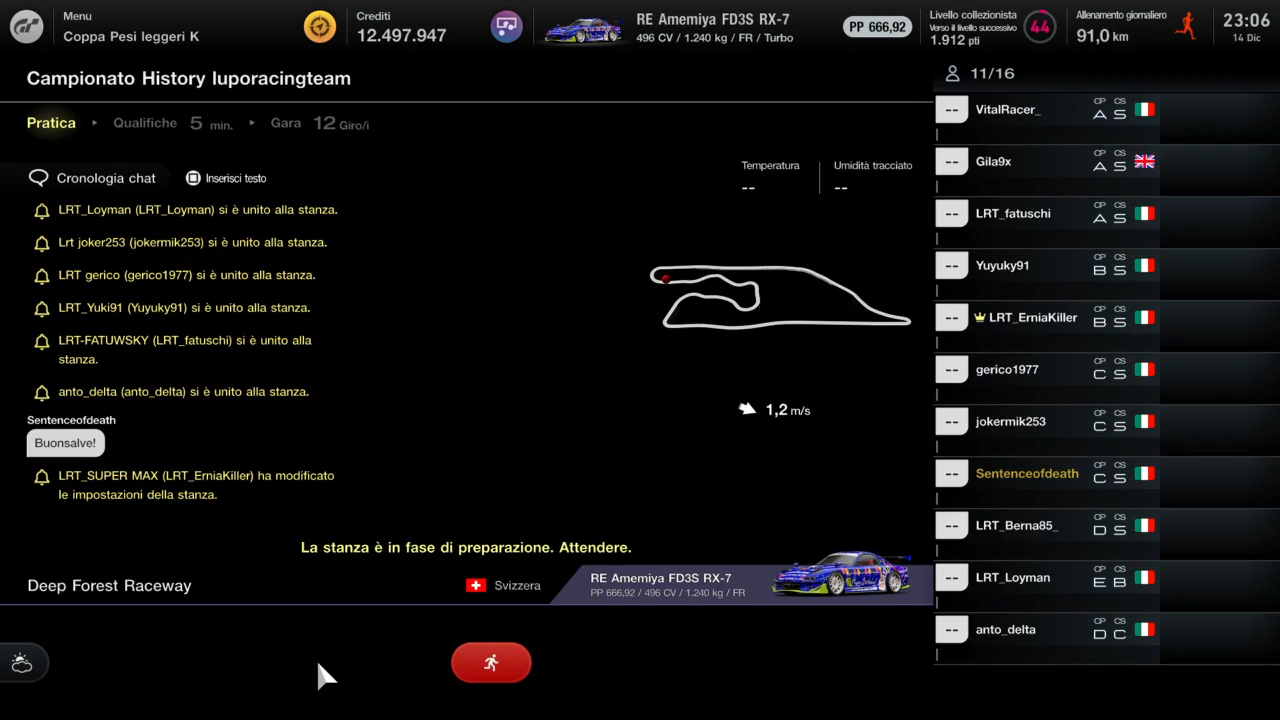 Menu
Coppa Pesi leggeri K
Crediti
12.497.947
RE Amemiya FD3S RX-7
496 CV / 1.240 kg / FR / Turbo
PP 666,92
Livello collezionista
Verso il livello successivo
1.912 pti
44
Allenamento giornaliero
91,0 km
23:06
14 Dic
Campionato History luporacingteam
Pratica
Qualifiche 5 min.
Gara 12 Giro/i
Cronologia chat
Inserisci testo
LRT_Loyman (LRT_Loyman) si è unito alla stanza.
Lrt joker253 (jokermik253) si è unito alla stanza.
LRT gerico (gerico1977) si è unito alla stanza.
LRT_Yuki91 (Yuyuky91) si è unito alla stanza.
LRT-FATUWSKY (LRT_fatuschi) si è unito alla
stanza.
anto_delta (anto_delta) si è unito alla stanza.
Sentenceofdeath
Buonsalve!
LRT_SUPER MAX (LRT_ErniaKiller) ha modificato
le impostazioni della stanza.
Temperatura
--
Umidità tracciato
--
1,2 m/s
La stanza è in fase di preparazione. Attendere.
Deep Forest Raceway
Svizzera
RE Amemiya FD3S RX-7
PP 666,92 / 496 CV / 1.240 kg / FR
11/16
-- VitalRacer_ CP A CS S
-- Gila9x CP A CS S
-- LRT_fatuschi CP A CS S
-- Yuyuky91 CP B CS S
-- LRT_ErniaKiller CP B CS S
-- gerico1977 CP C CS S
-- jokermik253 CP C CS S
-- Sentenceofdeath CP C CS S
-- LRT_Berna85_ CP D CS S
-- LRT_Loyman CP E CS B
-- anto_delta CP D CS C